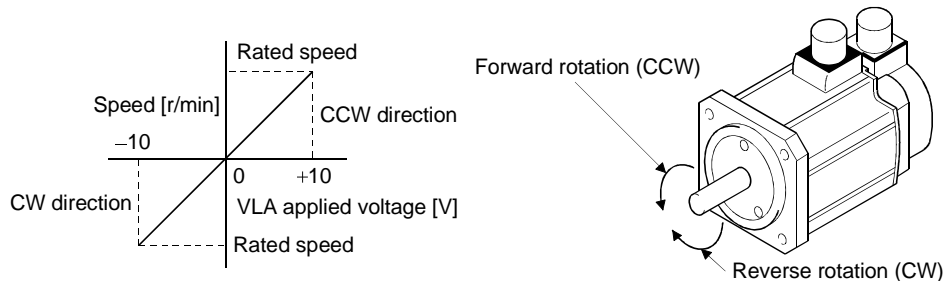 Rated speed
Speed [r/min]
CCW direction
−10
0
+10
CW direction
VLA applied voltage [V]
Rated speed
Forward rotation (CCW)
Reverse rotation (CW)